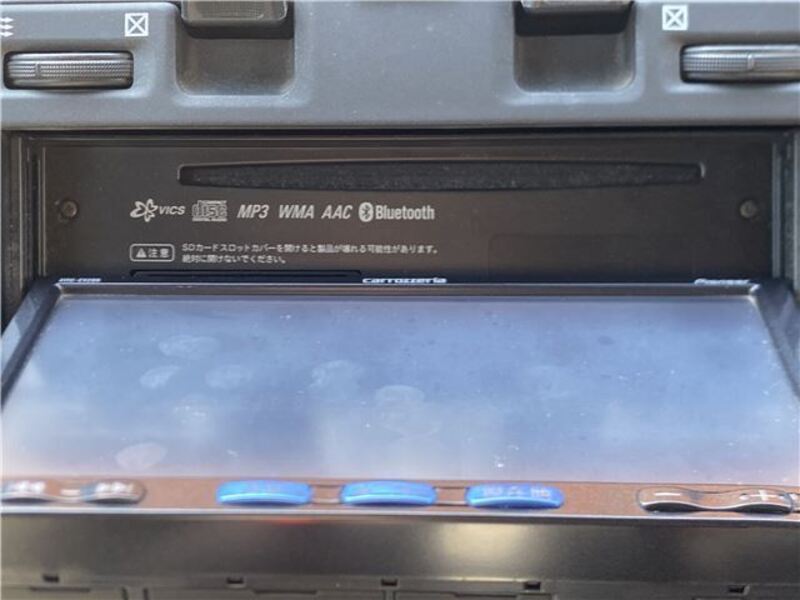 VICS disc MP3 WMA AAC Bluetooth
注意 SDカードスロットカバーを開けると製品が壊れる可能性があります。
絶対に開けないでください。
carrozzeria Pioneer